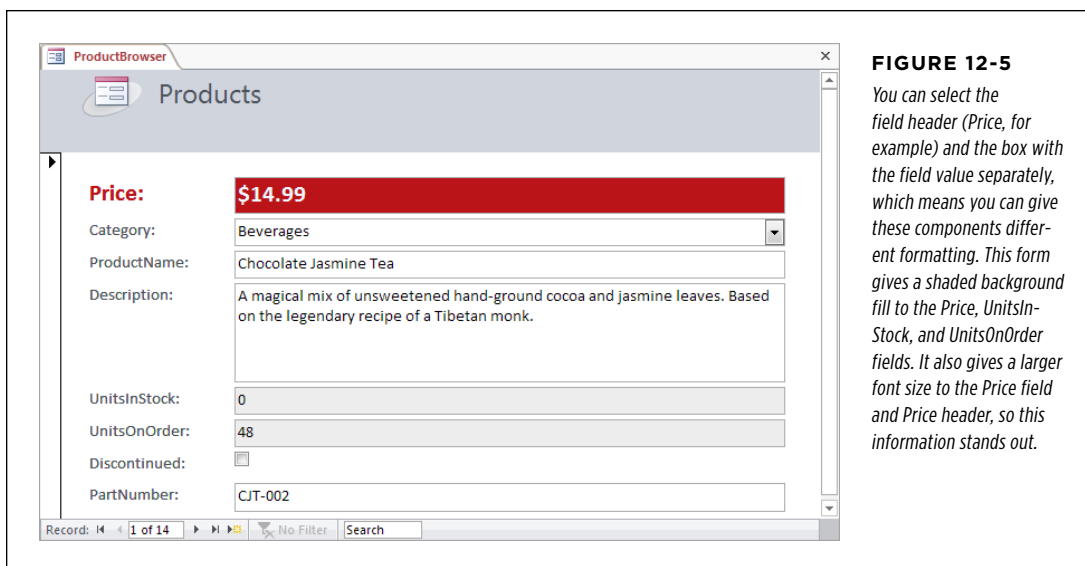 ProductBrowser
Products
Price: $14.99
Category: Beverages
ProductName: Chocolate Jasmine Tea
Description: A magical mix of unsweetened hand-ground cocoa and jasmine leaves. Based
on the legendary recipe of a Tibetan monk.
UnitsInStock: 0
UnitsOnOrder: 48
Discontinued:
PartNumber: CJT-002
Record: 1 of 14 No Filter Search
FIGURE 12-5
You can select the
field header (Price, for
example) and the box with
the field value separately,
which means you can give
these components differ-
ent formatting. This form
gives a shaded background
fill to the Price, UnitsIn-
Stock, and UnitsOnOrder
fields. It also gives a larger
font size to the Price field
and Price header, so this
information stands out.